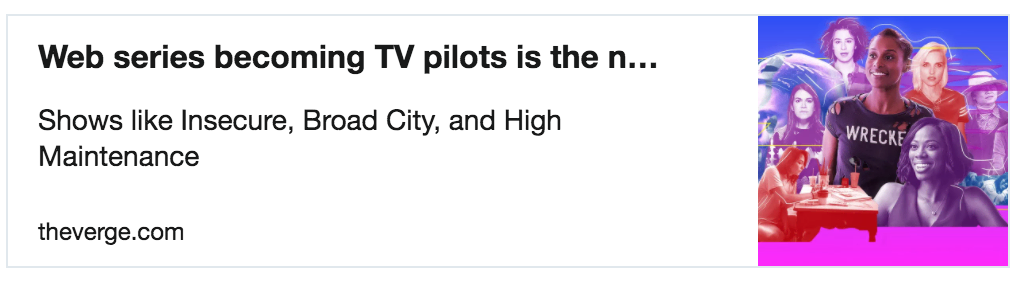 Web series becoming TV pilots is the n...
Shows like Insecure, Broad City, and High
Maintenance
theverge.com
WRECKE